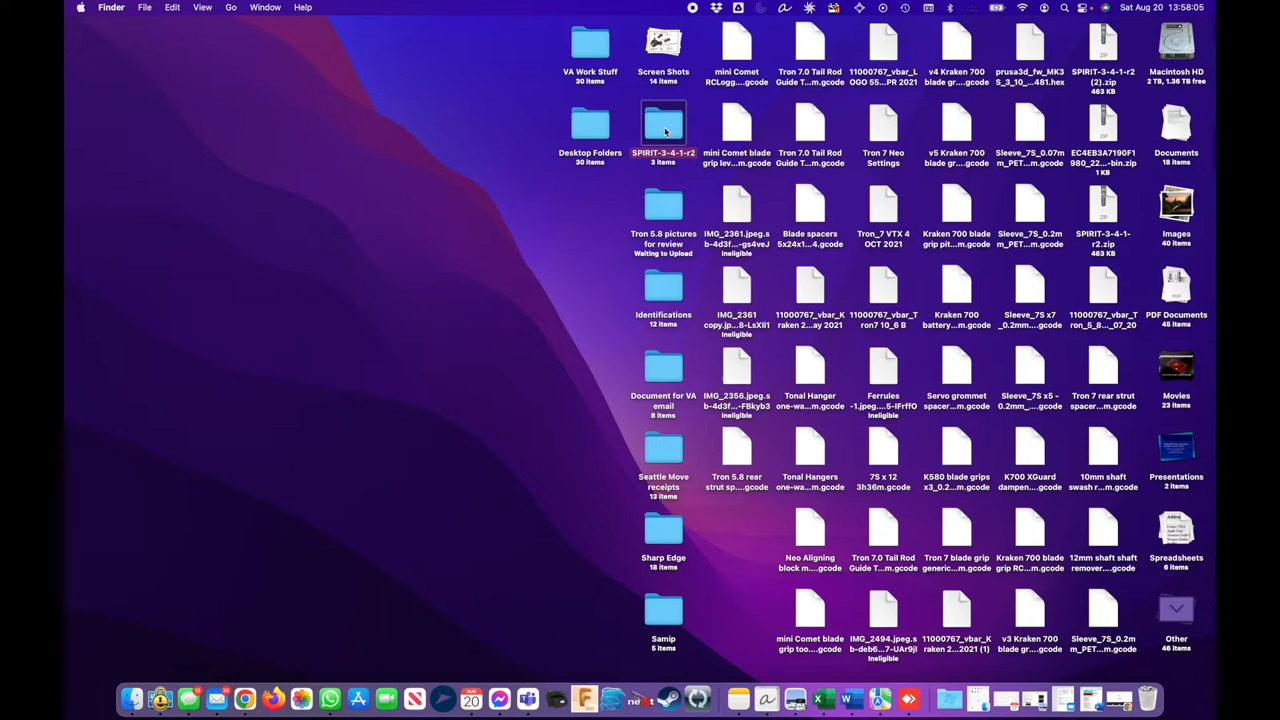 Finder File Edit View Go Window Help
Sat Aug 20 13:58:05
VA Work Stuff
30 items
Screen Shots
14 items
mini Comet
RCLogg....gcode
Tron 7.0 Tail Rod
Guide T...m.gcode
11000767_vbar_L
OGO 55...PR 2021
v4 Kraken 700
blade gr....gcode
prusa3d_fw_MK3
S_3_10_...481.hex
SPIRIT-3-4-1-r2
(2).zip
463 KB
Macintosh HD
2 TB, 1.36 TB free
Desktop Folders
30 items
SPIRIT-3-4-1-r2
3 items
mini Comet blade
grip lev....m.gcode
Tron 7.0 Tail Rod
Guide T...m.gcode
Tron 7 Neo
Settings
v5 Kraken 700
blade gr....gcode
Sleeve_7S_0.07m
m_PET....gcode
EC4EB3A7190F1
980_22...-bin.zip
1 KB
Documents
18 items
Tron 5.8 pictures
for review
Waiting to Upload
IMG_2361.jpeg.s
b-4d3f...-gs4veJ
Ineligible
Blade spacers
5x24x1...4.gcode
Tron_7 VTX 4
OCT 2021
Kraken 700 blade
grip pit...m.gcode
Sleeve_7S_0.2m
m_PET....gcode
SPIRIT-3-4-1-
r2.zip
463 KB
Images
40 items
Identifications
12 items
IMG_2361
copy.jp...8-LsXIi1
Ineligible
11000767_vbar_K
raken 2...ay 2021
11000767_vbar_T
ron7 10_6 B
Kraken 700
battery...m.gcode
Sleeve_7S x7
_0.2mm....gcode
11000767_vbar_T
ron_5_8..._07_20
PDF Documents
45 items
Document for VA
email
8 items
IMG_2356.jpeg.s
b-4d3f...-FBkyb3
Ineligible
Tonal Hanger
one-wa...m.gcode
Ferrules
-1.jpeg....5-IFrffO
Ineligible
Servo grommet
spacer...m.gcode
Sleeve_7S x5 -
0.2mm_....gcode
Tron 7 rear strut
spacer...m.gcode
Movies
23 items
Seattle Move
receipts
13 items
Tron 5.8 rear
strut sp....gcode
Tonal Hangers
one-wa...m.gcode
7S x 12
3h36m.gcode
K580 blade grips
x3_0.2...m.gcode
K700 XGuard
dampen....gcode
10mm shaft
swash r...m.gcode
Presentations
2 items
Sharp Edge
18 items
Neo Aligning
block m....gcode
Tron 7.0 Tail Rod
Guide T...m.gcode
Tron 7 blade grip
generic...m.gcode
Kraken 700 blade
grip RC...m.gcode
12mm shaft shaft
remover...m.gcode
Spreadsheets
6 items
Samip
5 items
mini Comet blade
grip too....gcode
IMG_2494.jpeg.s
b-deb6...7-UAr9jI
Ineligible
11000767_vbar_K
raken 2...2021 (1)
v3 Kraken 700
blade gr....gcode
Sleeve_7S_0.2m
m_PET....gcode
Other
46 items